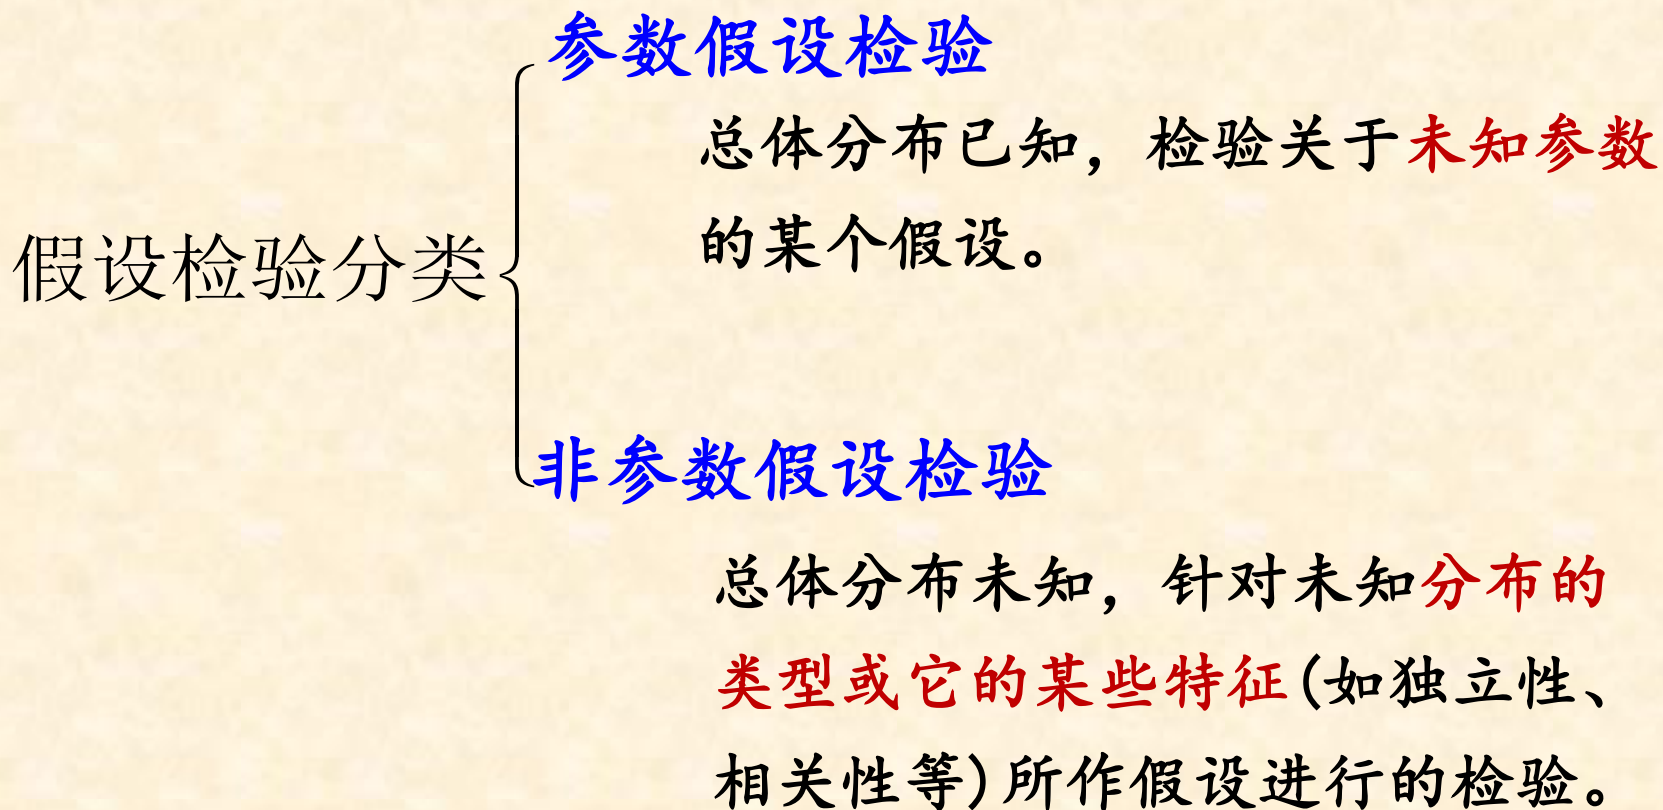 参数假设检验
总体分布已知，检验关于未知参数
的某个假设。
假设检验分类
非参数假设检验
总体分布未知，针对未知分布的
类型或它的某些特征(如独立性、
相关性等)所作假设进行的检验。